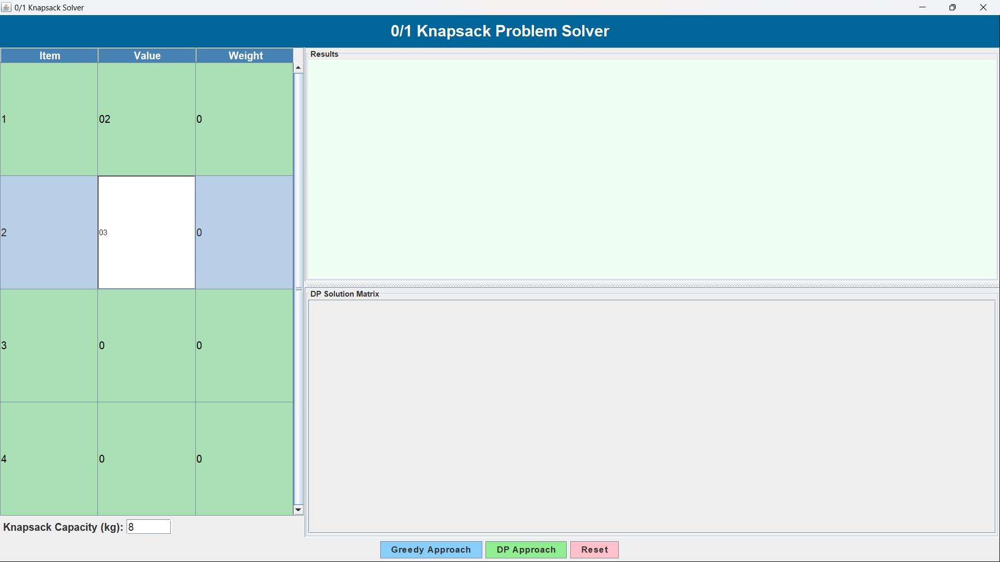 0/1 Knapsack Solver
0/1 Knapsack Problem Solver
Item Value Weight
1 02 0
2 03 0
3 0 0
4 0 0
Knapsack Capacity (kg): 8
Results
DP Solution Matrix
Greedy Approach DP Approach Reset